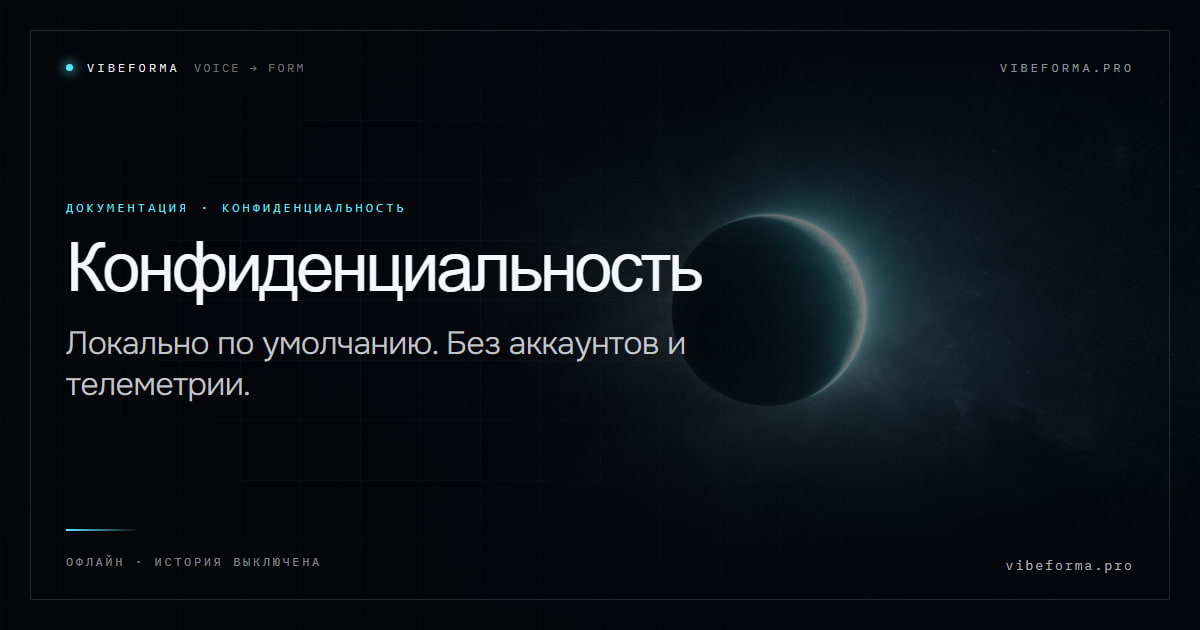 VIBEFORMA VOICE → FORM
VIBEFORMA.PRO
ДОКУМЕНТАЦИЯ · КОНФИДЕНЦИАЛЬНОСТЬ
Конфиденциальность
Локально по умолчанию. Без аккаунтов и
телеметрии.
ОФЛАЙН · ИСТОРИЯ ВЫКЛЮЧЕНА
vibeforma.pro